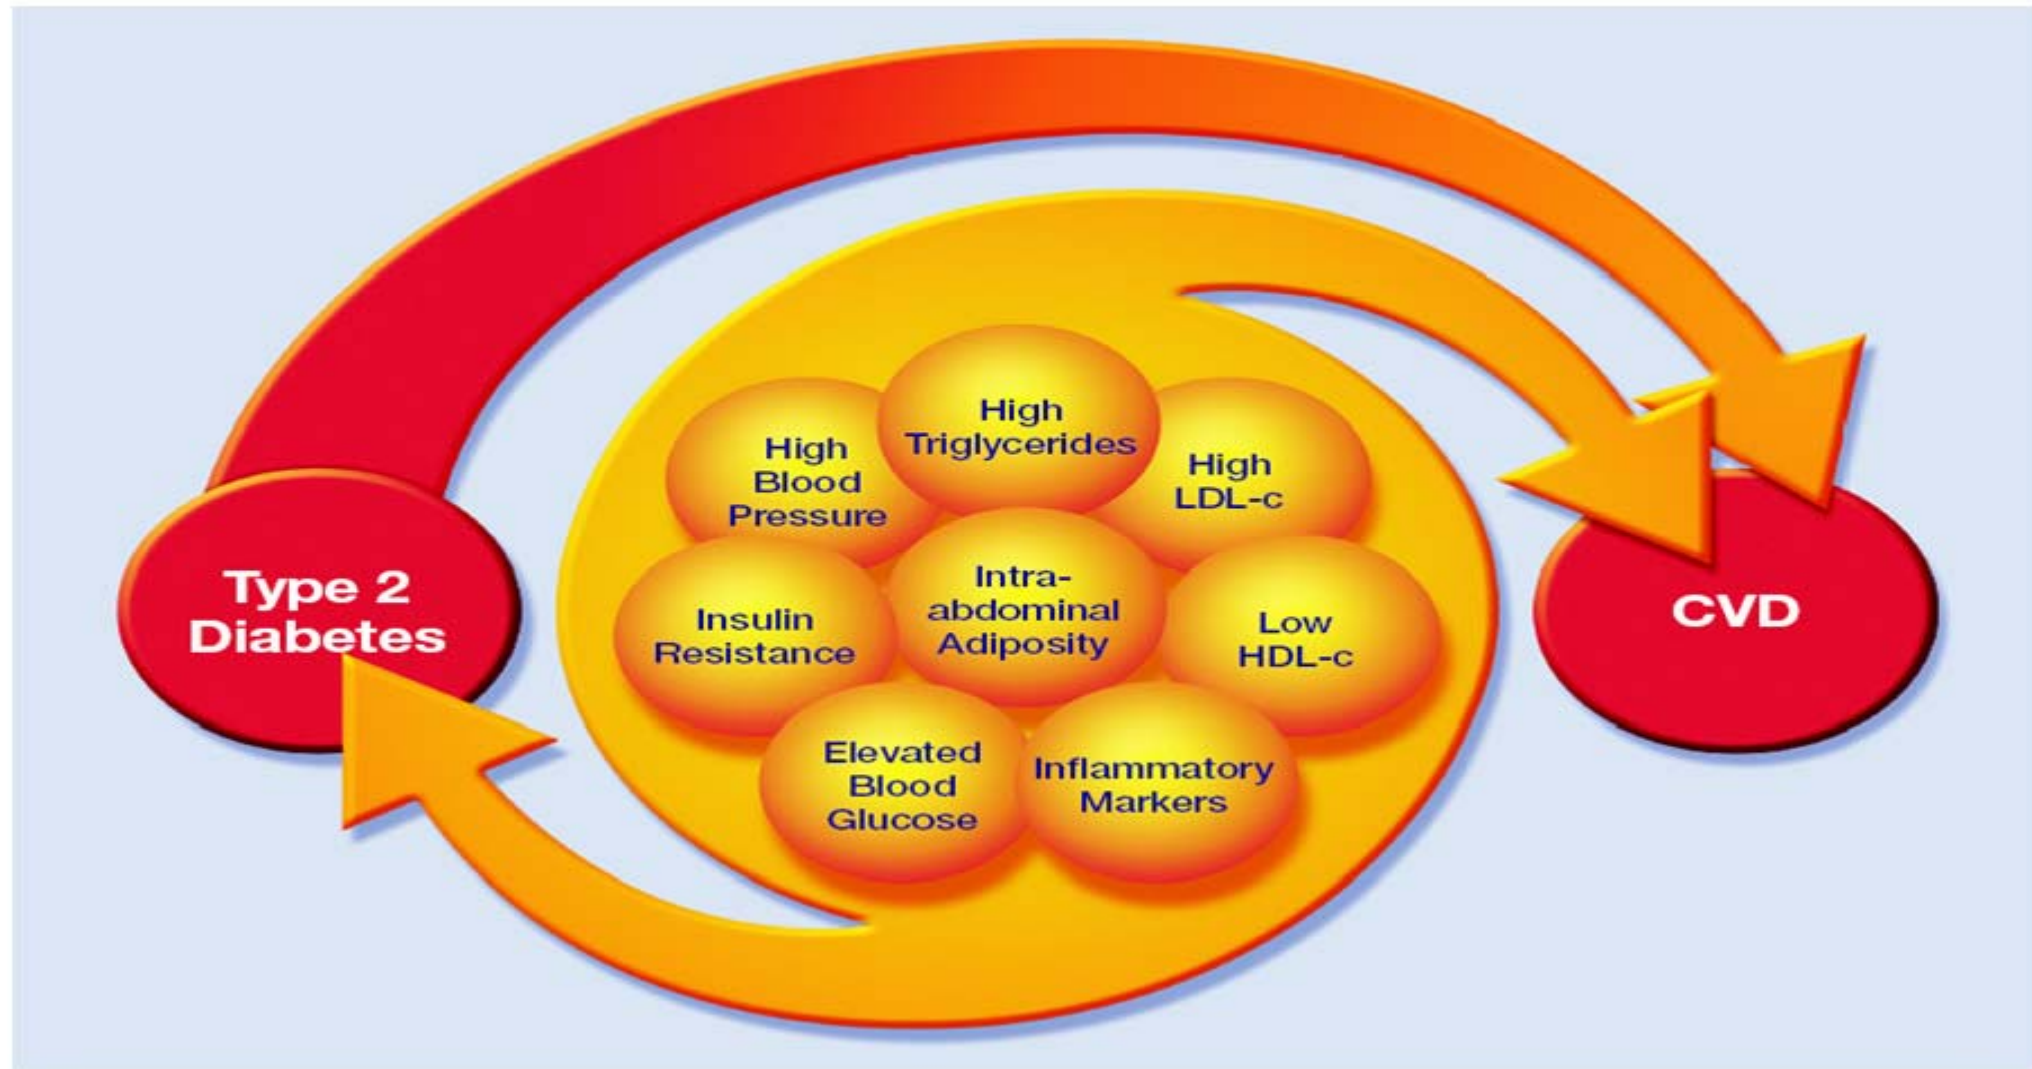 High
Triglycerides
High
Blood
Pressure
High
LDL-c
Type 2
Diabetes
Insulin
Resistance
Intra-
abdominal
Adiposity
Low
HDL-c
CVD
Elevated
Blood
Glucose
Inflammatory
Markers